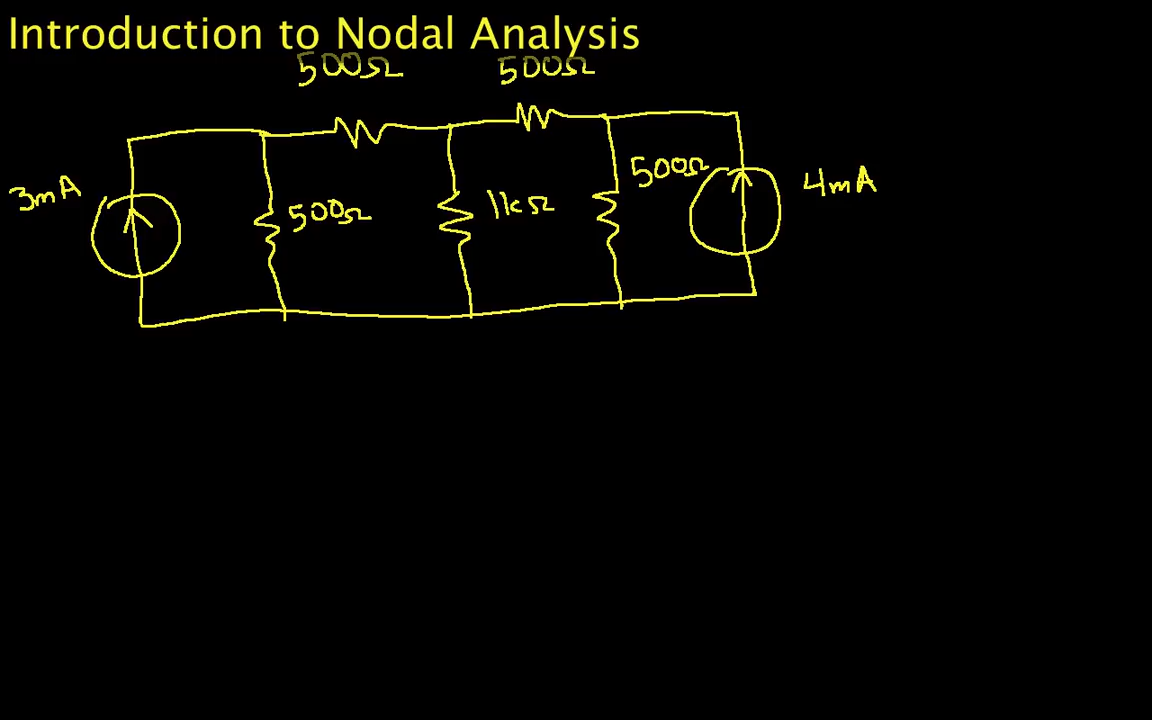 Introduction to Nodal Analysis
500Ω 500Ω
3mA 500Ω 1kΩ 500Ω 4mA